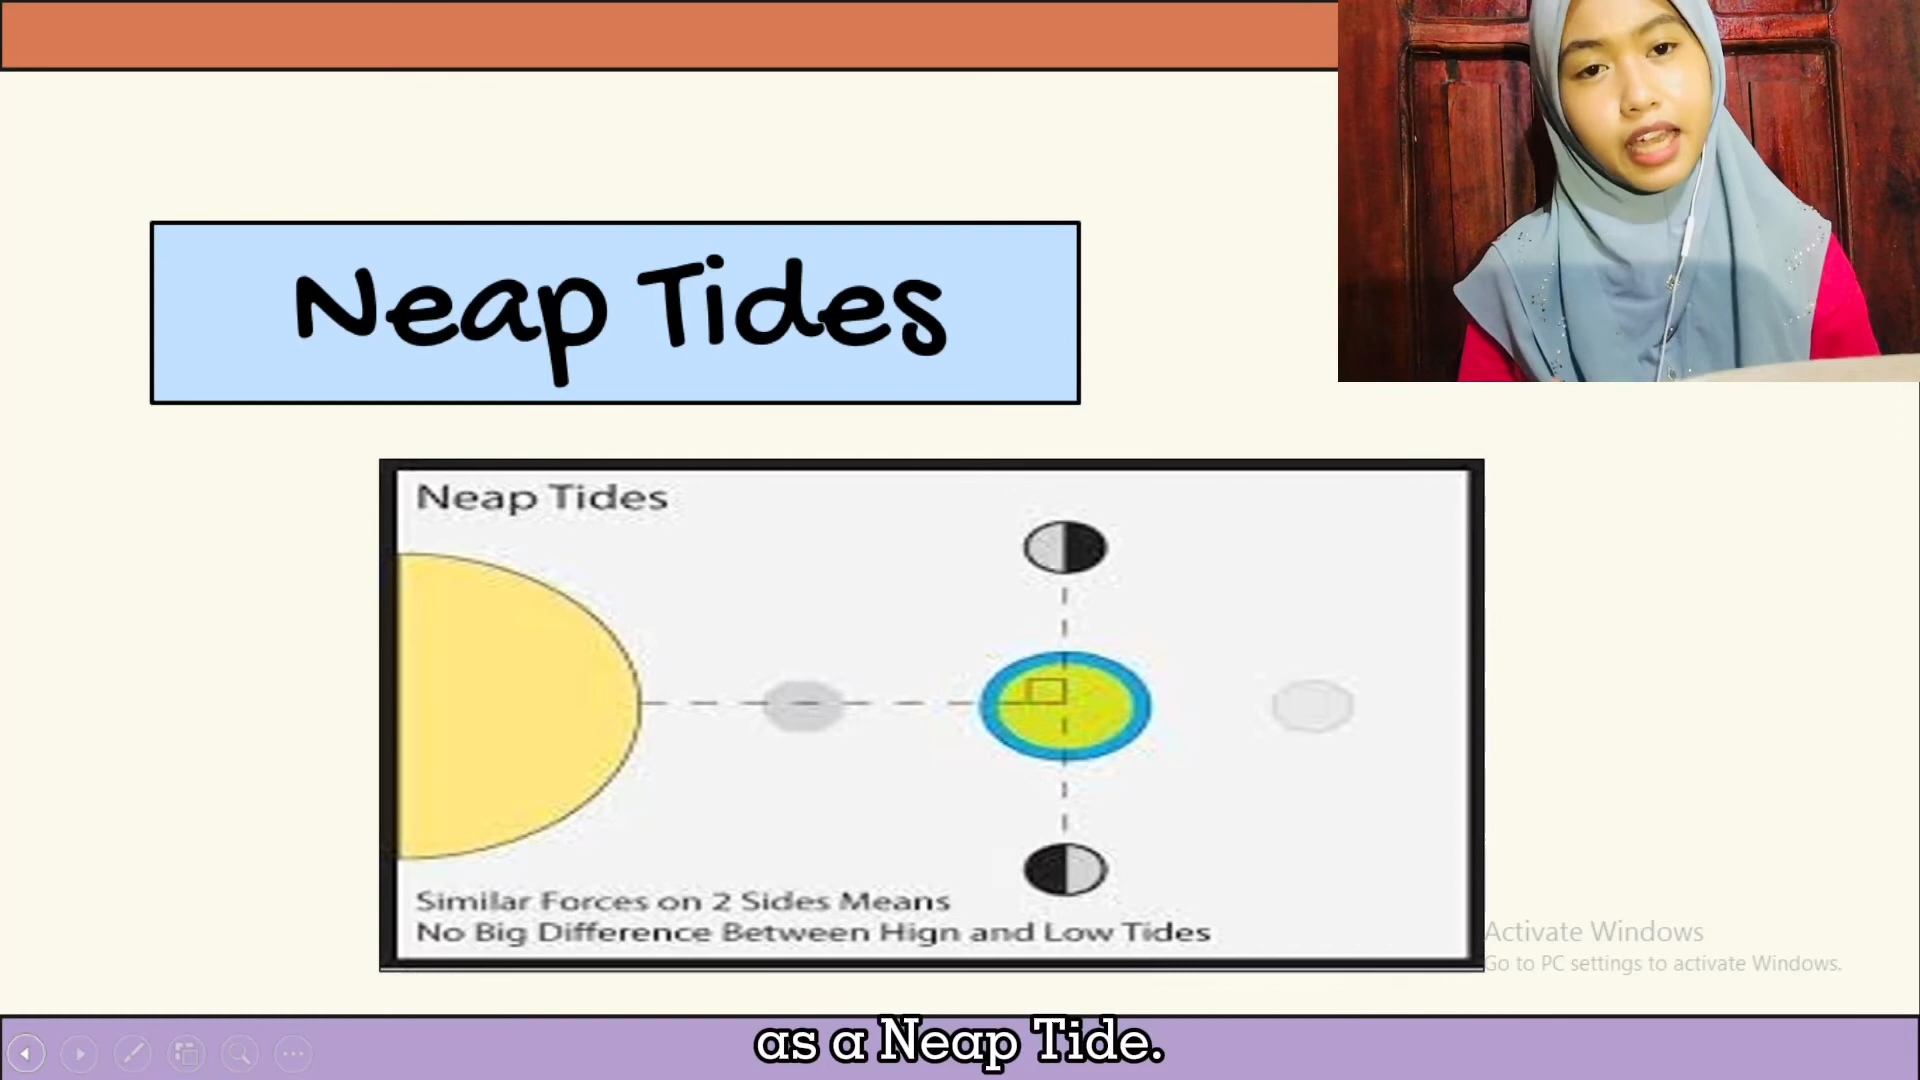 Neap Tides
Neap Tides
Similar Forces on 2 Sides Means
No Big Difference Between Hign and Low Tides
Activate Windows
Go to PC settings to activate Windows.
as a Neap Tide.